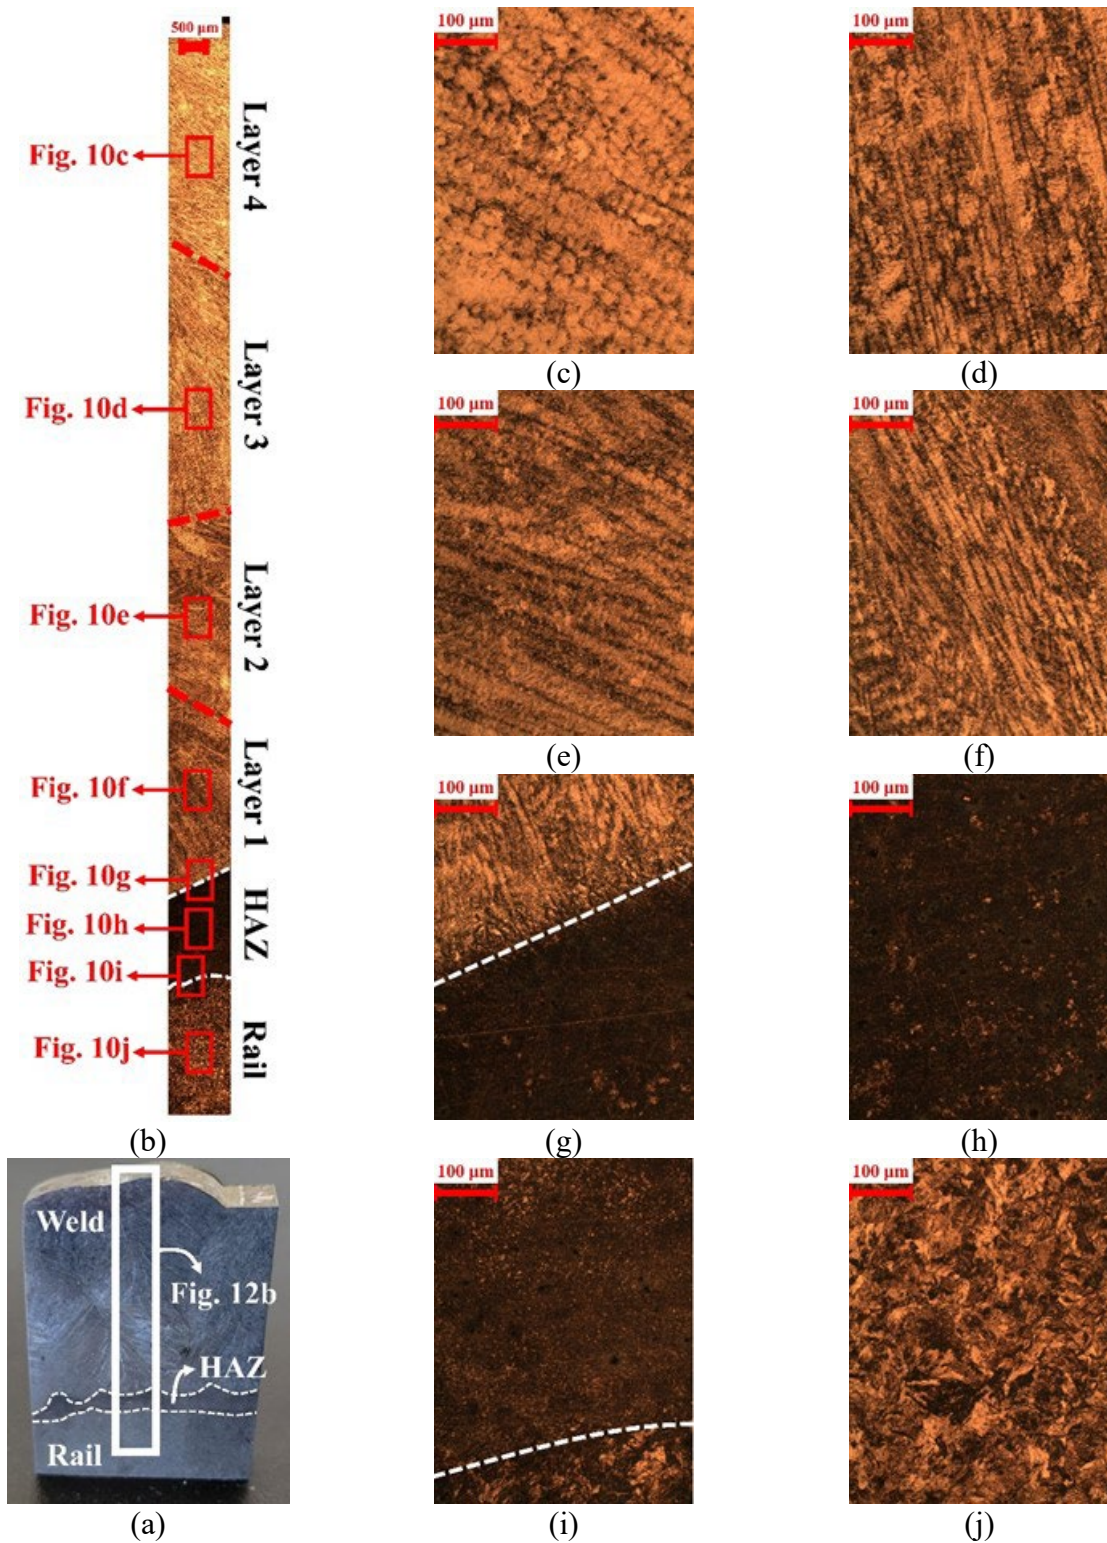 500 μm
Layer 4
Fig. 10c
Layer 3
Fig. 10d
Layer 2
Fig. 10e
Layer 1
Fig. 10f
Fig. 10g
HAZ
Fig. 10h
Fig. 10i
Rail
Fig. 10j
(b)
Weld
Fig. 12b
HAZ
Rail
(a)
100 μm
(c)
100 μm
(d)
100 μm
(e)
100 μm
(f)
100 μm
(g)
100 μm
(h)
100 μm
(i)
100 μm
(j)